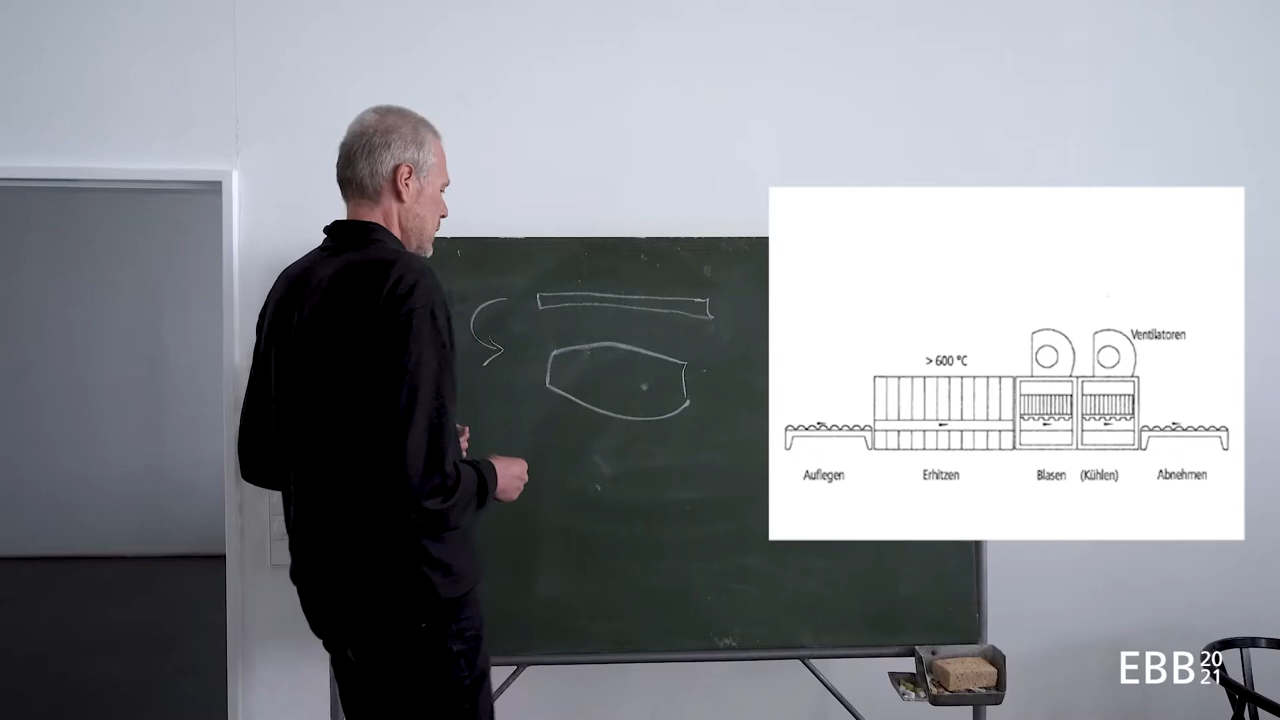 Ventilatoren
> 600 °C
Auflegen
Erhitzen
Blasen
(Kühlen)
Abnehmen
EBB 20
21